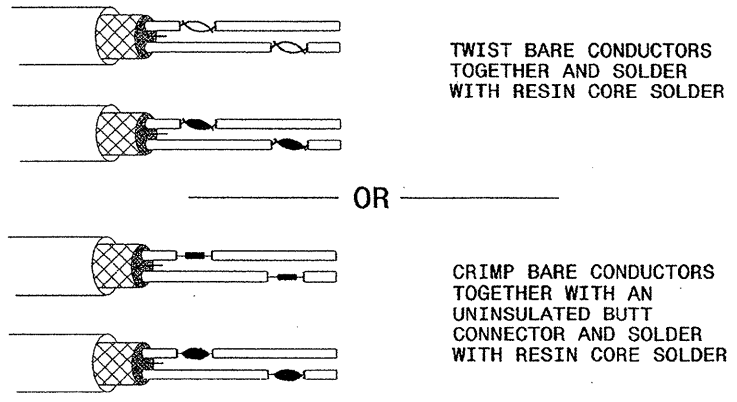 TWIST BARE CONDUCTORS
TOGETHER AND SOLDER
WITH RESIN CORE SOLDER
OR
CRIMP BARE CONDUCTORS
TOGETHER WITH AN
UNINSULATED BUTT
CONNECTOR AND SOLDER
WITH RESIN CORE SOLDER